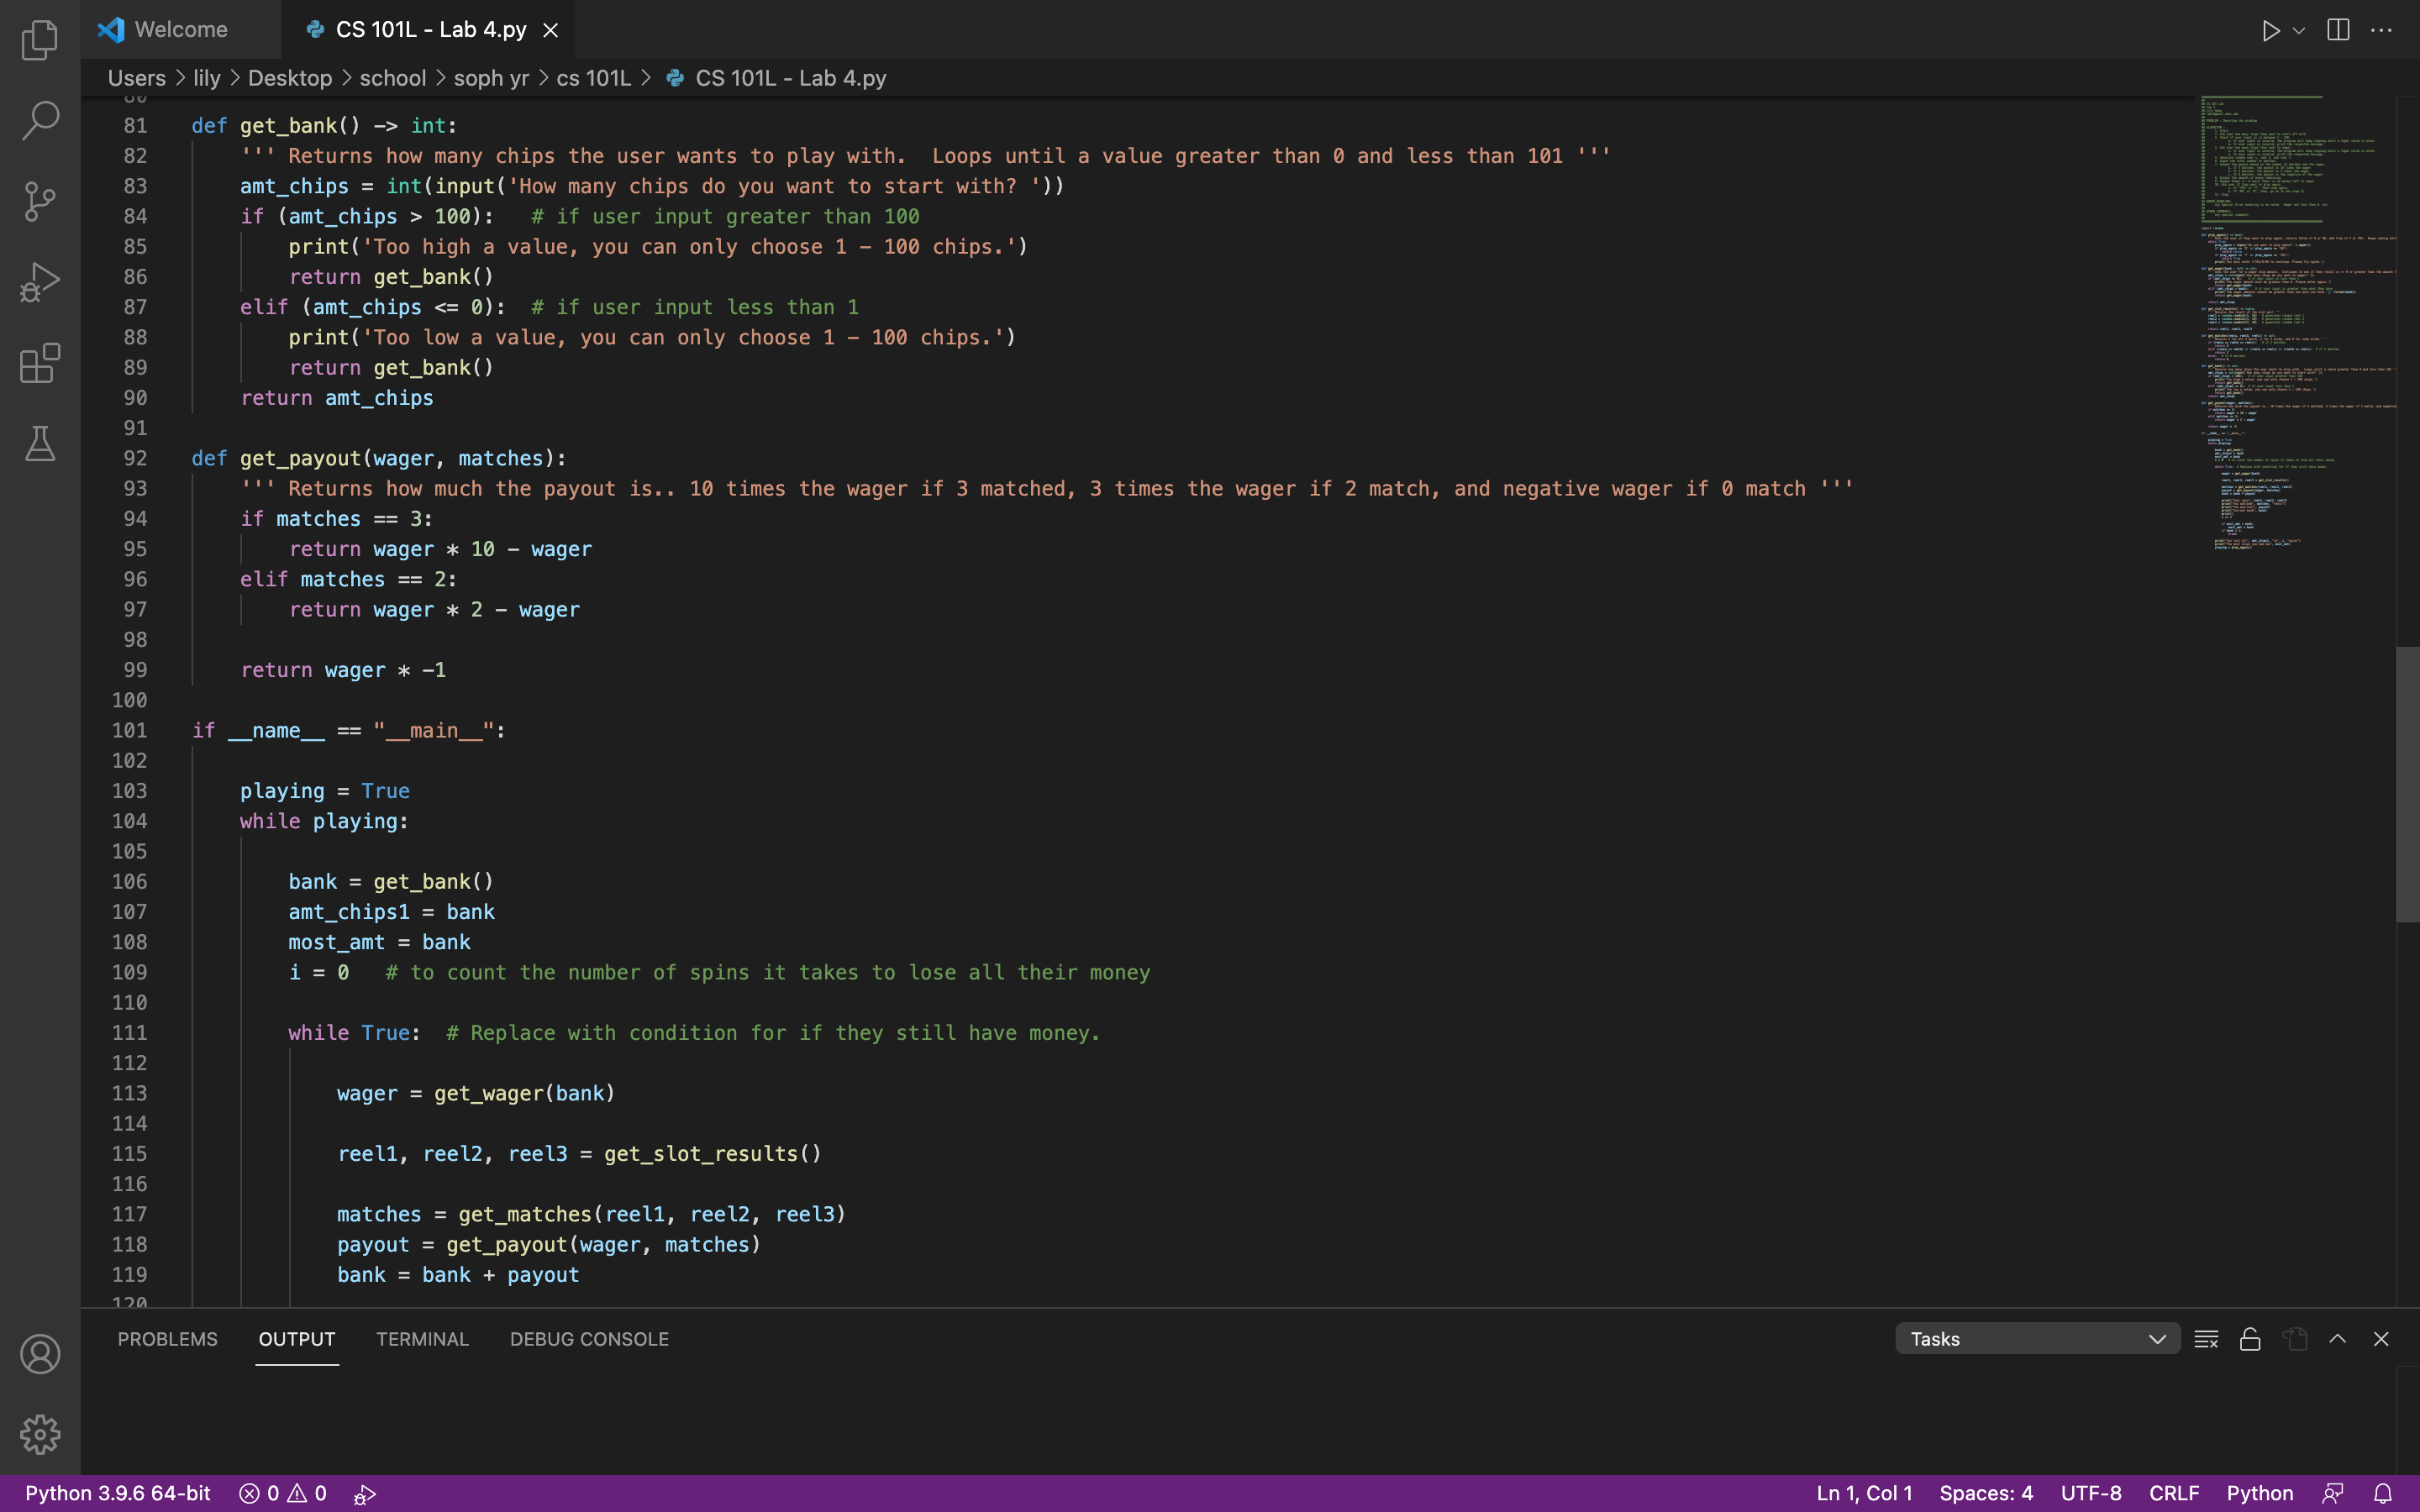 Welcome
CS 101L - Lab 4.py
Users > lily > Desktop > school > soph yr > cs 101L > CS 101L - Lab 4.py
80
81 def get_bank() -> int:
82     ''' Returns how many chips the user wants to play with.  Loops until a value greater than 0 and less than 101 '''
83     amt_chips = int(input('How many chips do you want to start with? '))
84     if (amt_chips > 100):   # if user input greater than 100
85         print('Too high a value, you can only choose 1 - 100 chips.')
86         return get_bank()
87     elif (amt_chips <= 0):  # if user input less than 1
88         print('Too low a value, you can only choose 1 - 100 chips.')
89         return get_bank()
90     return amt_chips
91
92 def get_payout(wager, matches):
93     ''' Returns how much the payout is.. 10 times the wager if 3 matched, 3 times the wager if 2 match, and negative wager if 0 match '''
94     if matches == 3:
95         return wager * 10 - wager
96     elif matches == 2:
97         return wager * 2 - wager
98
99     return wager * -1
100
101 if __name__ == "__main__":
102
103     playing = True
104     while playing:
105
106         bank = get_bank()
107         amt_chips1 = bank
108         most_amt = bank
109         i = 0   # to count the number of spins it takes to lose all their money
110
111         while True:  # Replace with condition for if they still have money.
112
113             wager = get_wager(bank)
114
115             reel1, reel2, reel3 = get_slot_results()
116
117             matches = get_matches(reel1, reel2, reel3)
118             payout = get_payout(wager, matches)
119             bank = bank + payout
120
PROBLEMS OUTPUT TERMINAL DEBUG CONSOLE Tasks
Python 3.9.6 64-bit 0 0 Ln 1, Col 1 Spaces: 4 UTF-8 CRLF Python